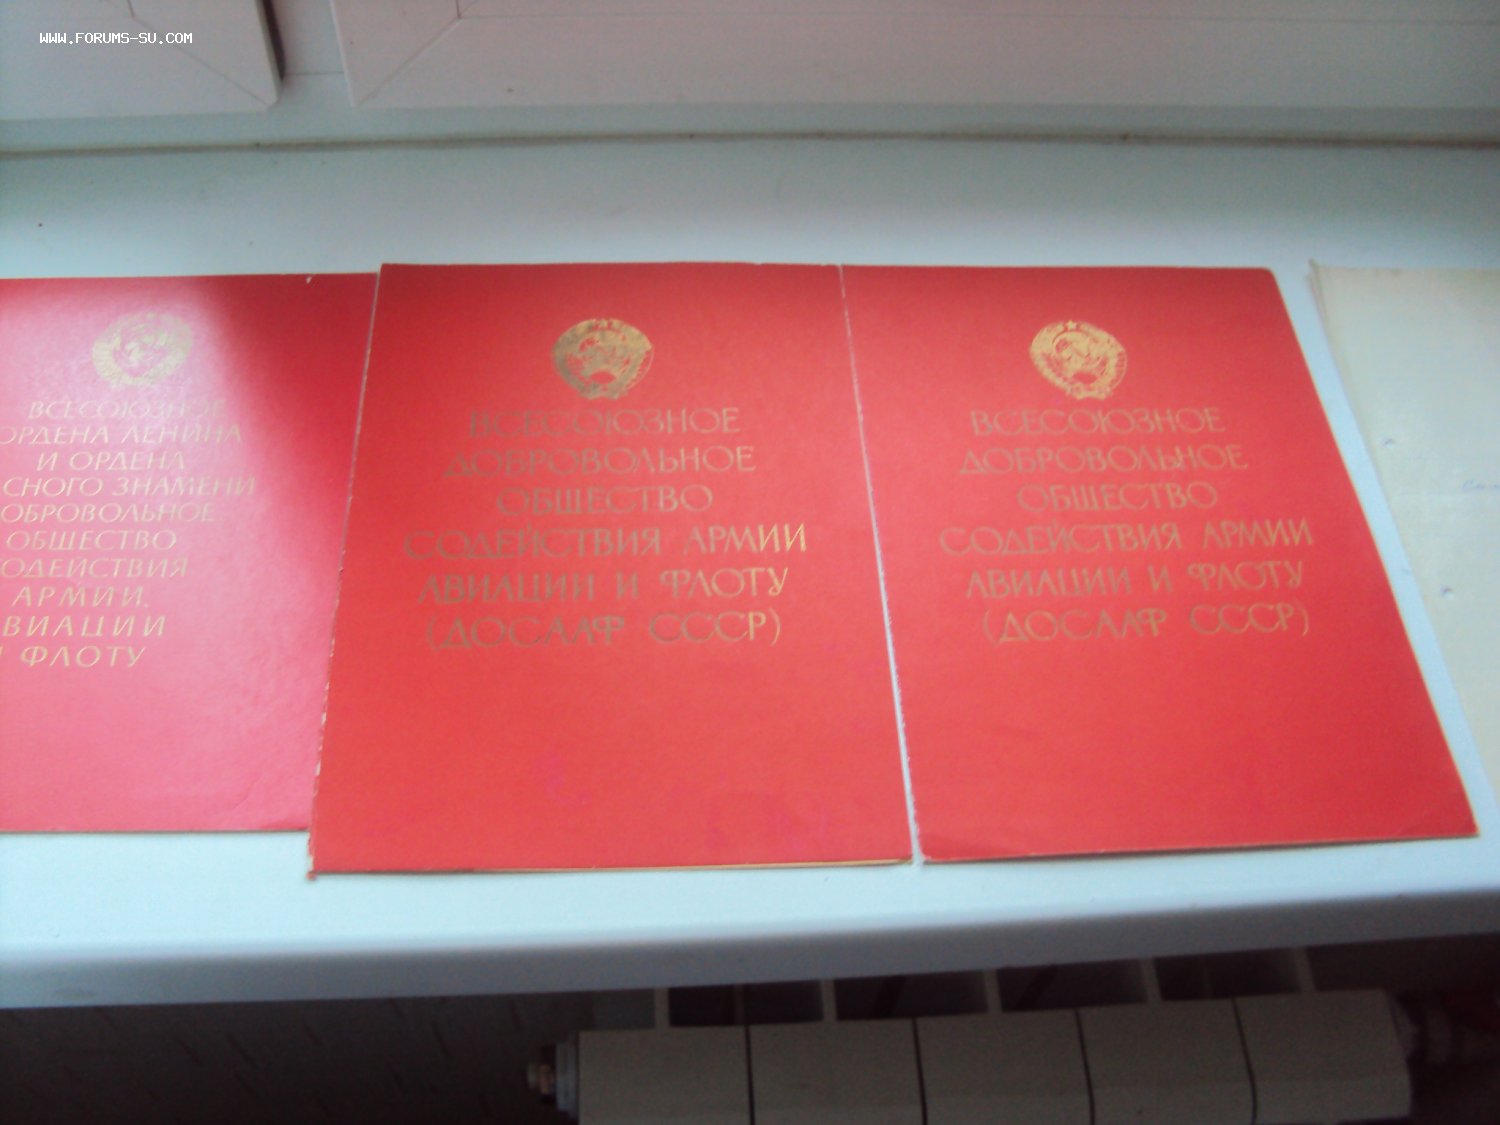 WWW.FORUMS-SU.COM
ВСЕСОЮЗНОЕ
ОРДЕНА ЛЕНИНА
И ОРДЕНА
СНОГО ЗНАМЕНИ
ОБРОВОЛЬНОЕ
ОБЩЕСТВО
ОДЕЙСТВИЯ
АРМИИ,
ВИАЦИИ
И ФЛОТУ
ВСЕСОЮЗНОЕ
ДОБРОВОЛЬНОЕ
ОБЩЕСТВО
СОДЕЙСТВИЯ АРМИИ
АВИАЦИИ И ФЛОТУ
(ДОСААФ СССР)
ВСЕСОЮЗНОЕ
ДОБРОВОЛЬНОЕ
ОБЩЕСТВО
СОДЕЙСТВИЯ АРМИИ
АВИАЦИИ И ФЛОТУ
(ДОСААФ СССР)